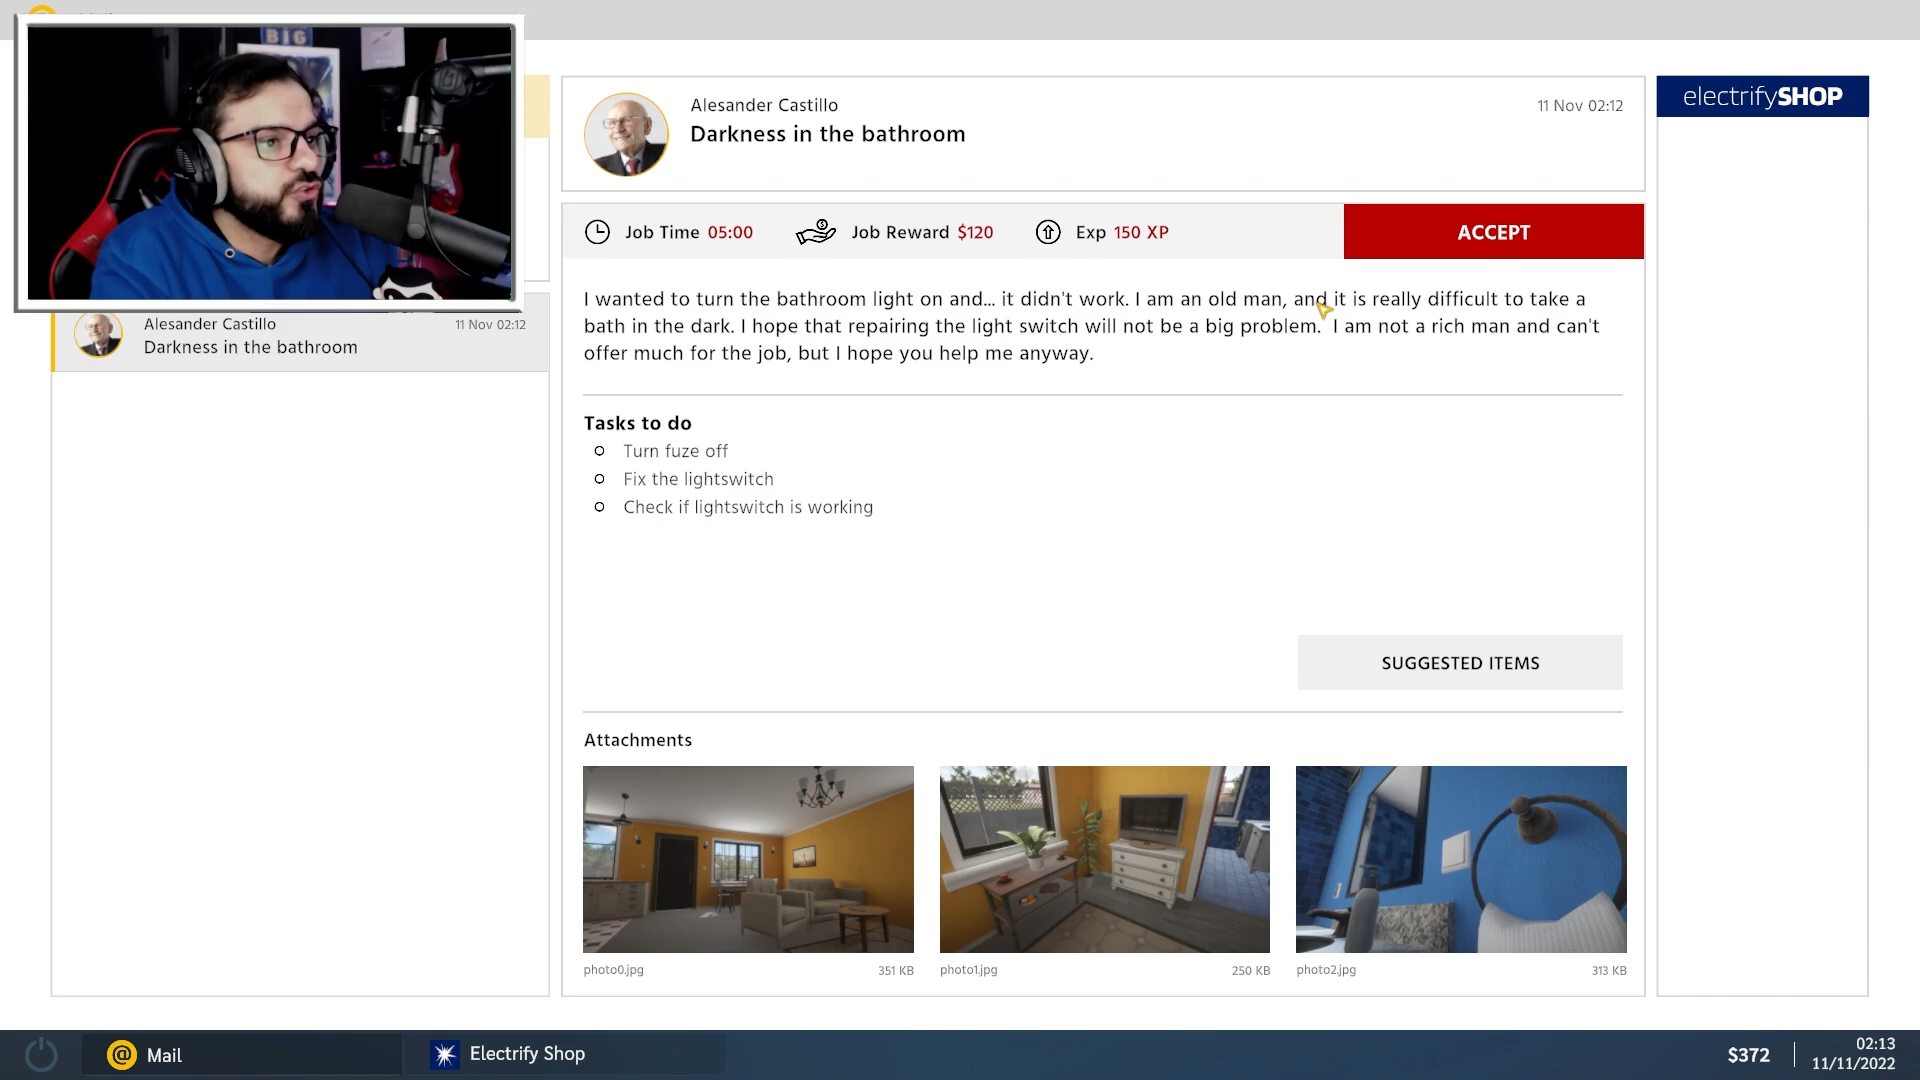 BIG
electrifySHOP
Alesander Castillo
11 Nov 02:12
Darkness in the bathroom
Job Time 05:00
Job Reward $120
Exp 150 XP
ACCEPT
I wanted to turn the bathroom light on and... it didn't work. I am an old man, and it is really difficult to take a
bath in the dark. I hope that repairing the light switch will not be a big problem. I am not a rich man and can't
offer much for the job, but I hope you help me anyway.
Alesander Castillo
11 Nov 02:12
Darkness in the bathroom
Tasks to do
Turn fuze off
Fix the lightswitch
Check if lightswitch is working
SUGGESTED ITEMS
Attachments
photo0.jpg
351 KB
photo1.jpg
250 KB
photo2.jpg
313 KB
@ Mail
Electrify Shop
$372
02:13
11/11/2022